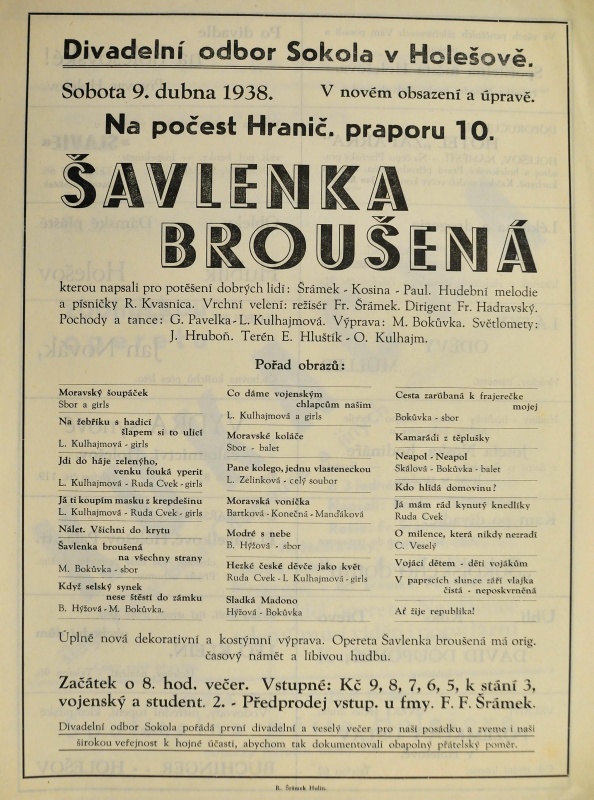 Divadelní odbor Sokola v Holešově.
Sobota 9. dubna 1938.
V novém obsazení a úpravě.
Na počest Hranič. praporu 10.
ŠAVLENKA
BROUŠENÁ
kterou napsali pro potěšení dobrých lidí: Šrámek - Kosina - Paul. Hudební melodie
a písničky R. Kvasnica. Vrchní velení: režisér Fr. Šrámek. Dirigent Fr. Hadravský.
Pochody a tance: G. Pavelka-L. Kulhajmová. Výprava: M. Bokůvka. Světlomety:
J. Hruboň. Terén E. Hluštík - O. Kulhajm.
Pořad obrazů:
Moravský šoupáček
Sbor a girls
Na žebříku s hadicí
šlapem si to ulicí
L. Kulhajmová - girls
Jdi do háje zelenýho,
venku fouká vyperit
L. Kulhajmová - Ruda Cvek - girls
Já ti koupím masku z krepdešinu
L. Kulhajmová - Ruda Cvek - girls
Nálet. Všichni do krytu
Šavlenka broušená
na všechny strany
M. Bokůvka - sbor
Když selský synek
nese štěstí do zámku
B. Hýžová - M. Bokůvka.
Co dáme vojenským
chlapcům našim
L. Kulhajmová a girls
Moravské koláče
Sbor - balet
Pane kolego, jednu vlasteneckou
L. Zelinková - celý soubor
Moravská vonička
Bartková - Konečná - Manďáková
Modré s nebe
B. Hýžová - sbor
Hezké české děvče jako květ
Ruda Cvek - L. Kulhajmová - girls
Sladká Madono
Hýžová - Bokůvka
Cesta zarúbaná k frajerečke
mojej
Bokůvka - sbor
Kamarádi z těplušky
Neapol - Neapol
Skálová - Bokůvka - balet
Kdo hlídá domovinu?
Já mám rád kynutý knedlíky
Ruda Cvek
O milence, která nikdy nezradí
C. Veselý
Vojáci dětem - děti vojákům
V paprscích slunce září vlajka
čistá - neposkvrněná
Ať žije republika!
Úplně nová dekorativní a kostýmní výprava. Opereta Šavlenka broušená má orig.
časový námět a líbivou hudbu.
Začátek o 8. hod. večer. Vstupné: Kč 9, 8, 7, 6, 5, k stání 3,
vojenský a student. 2. - Předprodej vstup. u fmy. F. F. Šrámek.
Divadelní odbor Sokola pořádá první divadelní a veselý večer pro naši posádku a zveme i naši
širokou veřejnost k hojné účasti, abychom tak dokumentovali obapolný přátelský poměr.
R. Šrámek Hulín.